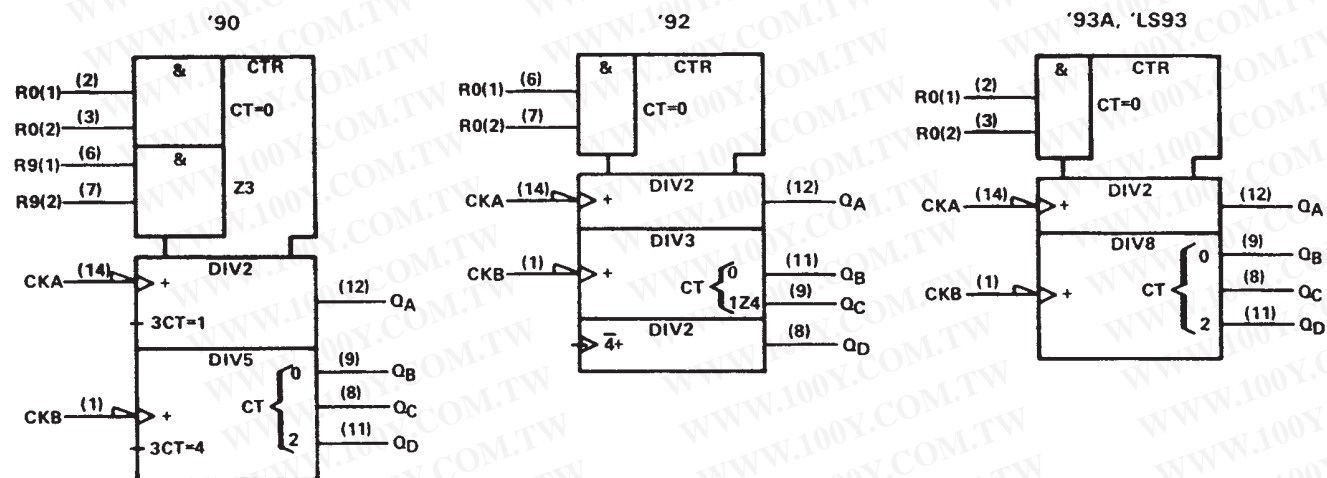 '90
&
CTR
R0(1) (2)
CT=0
R0(2) (3)
R9(1) (6)
&
R9(2) (7)
Z3
DIV2
CKA (14)
+
(12) QA
3CT=1
DIV5
0
(9) QB
CT
(8) QC
CKB (1)
+
2
(11) QD
3CT=4
'92
&
CTR
R0(1) (6)
CT=0
R0(2) (7)
DIV2
CKA (14)
+
(12) QA
DIV3
CKB (1)
+
0
(11) QB
CT
1Z4
(9) QC
DIV2
4+
(8) QD
'93A, 'LS93
&
CTR
R0(1) (2)
CT=0
R0(2) (3)
DIV2
CKA (14)
+
(12) QA
DIV8
0
(9) QB
CKB (1)
+
CT
(8) QC
2
(11) QD
WWW.100Y.COM.TW